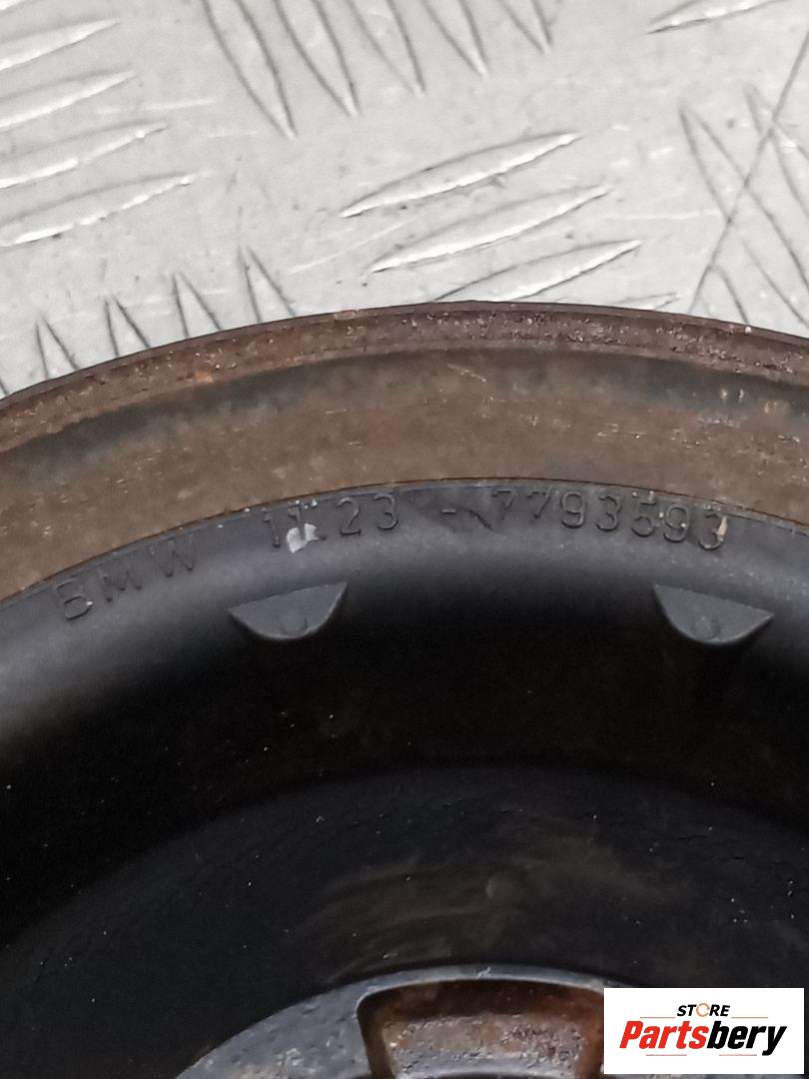 BMW 11.23 - 7793593
STORE
Partsbery